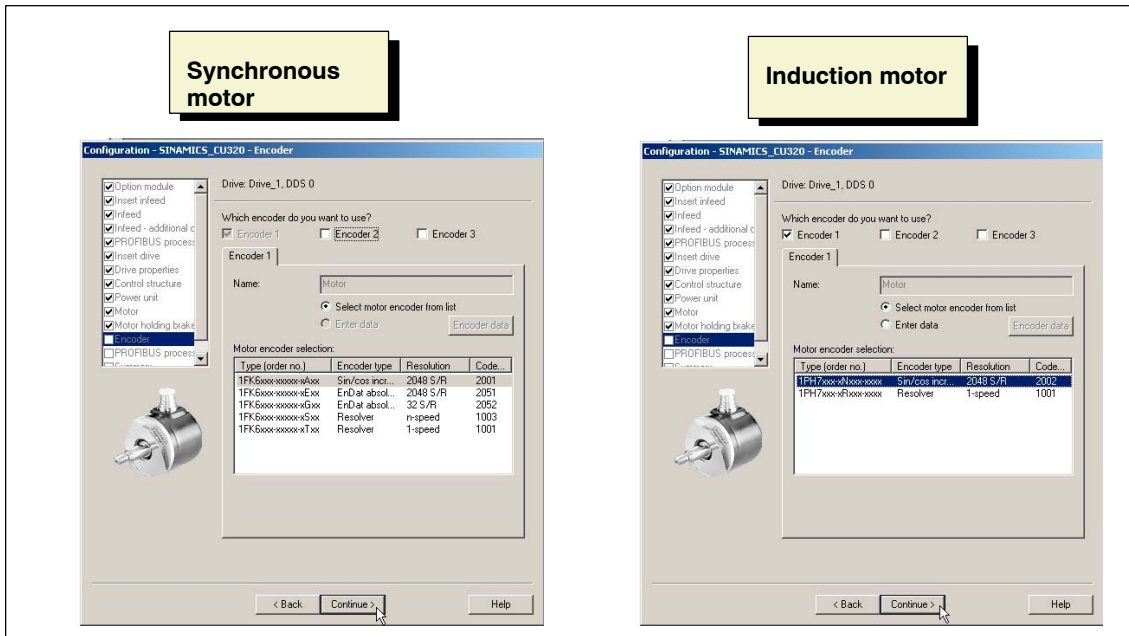 Synchronous
motor
Configuration - SINAMICS_CU320 - Encoder
Option module
Insert infeed
Infeed
Infeed - additional c
PROFIBUS process
Insert drive
Drive properties
Control structure
Power unit
Motor
Motor holding brake
Encoder
PROFIBUS process
Drive: Drive_1, DDS 0
Which encoder do you want to use?
Encoder 1 Encoder 2 Encoder 3
Encoder 1
Name: Motor
Select motor encoder from list
Enter data Encoder data
Motor encoder selection:
Type (order no.) Encoder type Resolution Code...
1FK6xxx-xxxxx-xAxx Sin/cos incr... 2048 S/R 2001
1FK6xxx-xxxxx-xExx EnDat absol... 2048 S/R 2051
1FK6xxx-xxxxx-xGxx EnDat absol... 32 S/R 2052
1FK6xxx-xxxxx-xSxx Resolver n-speed 1003
1FK6xxx-xxxxx-xTxx Resolver 1-speed 1001
< Back Continue > Help
Induction motor
Configuration - SINAMICS_CU320 - Encoder
Option module
Insert infeed
Infeed
Infeed - additional c
PROFIBUS process
Insert drive
Drive properties
Control structure
Power unit
Motor
Motor holding brake
Encoder
PROFIBUS process
Drive: Drive_1, DDS 0
Which encoder do you want to use?
Encoder 1 Encoder 2 Encoder 3
Encoder 1
Name: Motor
Select motor encoder from list
Enter data Encoder data
Motor encoder selection:
Type (order no.) Encoder type Resolution Code...
1PH7xxx-xNxxx-xxxx Sin/cos incr... 2048 S/R 2002
1PH7xxx-xRxxx-xxxx Resolver 1-speed 1001
< Back Continue > Help